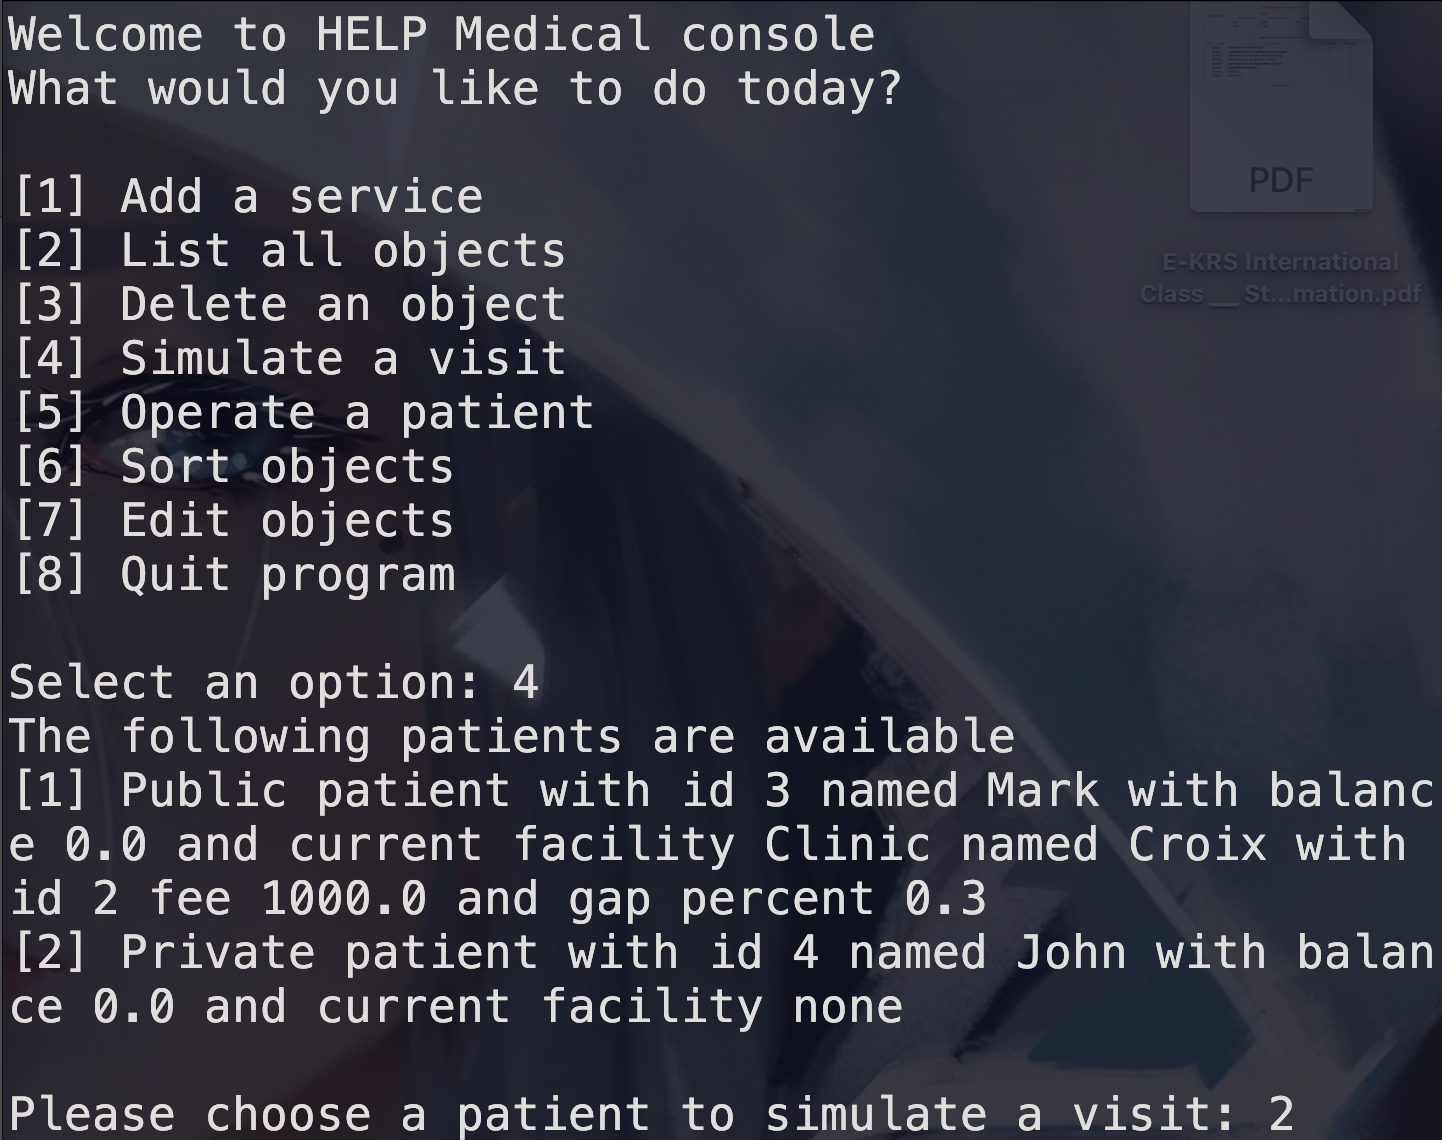 Welcome to HELP Medical console
What would you like to do today?
[1] Add a service
[2] List all objects
[3] Delete an object
[4] Simulate a visit
[5] Operate a patient
[6] Sort objects
[7] Edit objects
[8] Quit program
Select an option: 4
The following patients are available
[1] Public patient with id 3 named Mark with balanc
e 0.0 and current facility Clinic named Croix with
id 2 fee 1000.0 and gap percent 0.3
[2] Private patient with id 4 named John with balan
ce 0.0 and current facility none
Please choose a patient to simulate a visit: 2
PDF
E-KRS International
Class __ St...mation.pdf